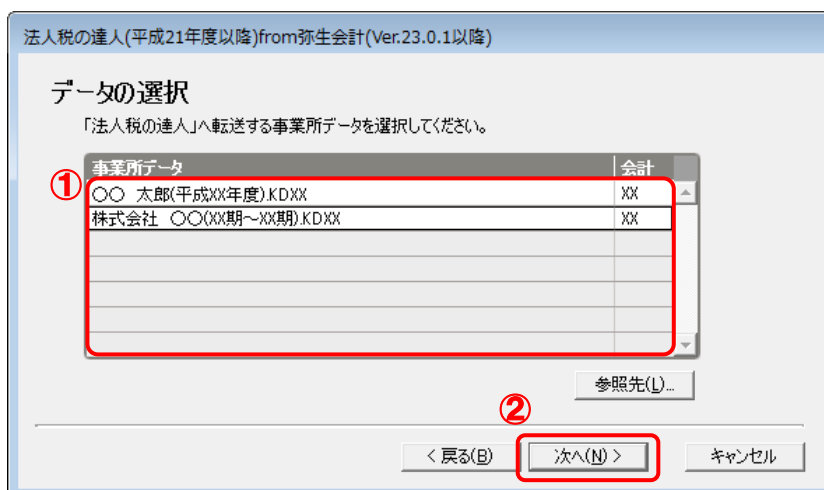 法人税の達人(平成21年度以降)from弥生会計(Ver.23.0.1以降)
データの選択
「法人税の達人」へ転送する事業所データを選択してください。
事業所データ 会計
①
〇〇 太郎(平成XX年度).KDXX XX
株式会社 〇〇(XX期～XX期).KDXX XX
参照先(L)...
②
< 戻る(B) 次へ(N) > キャンセル